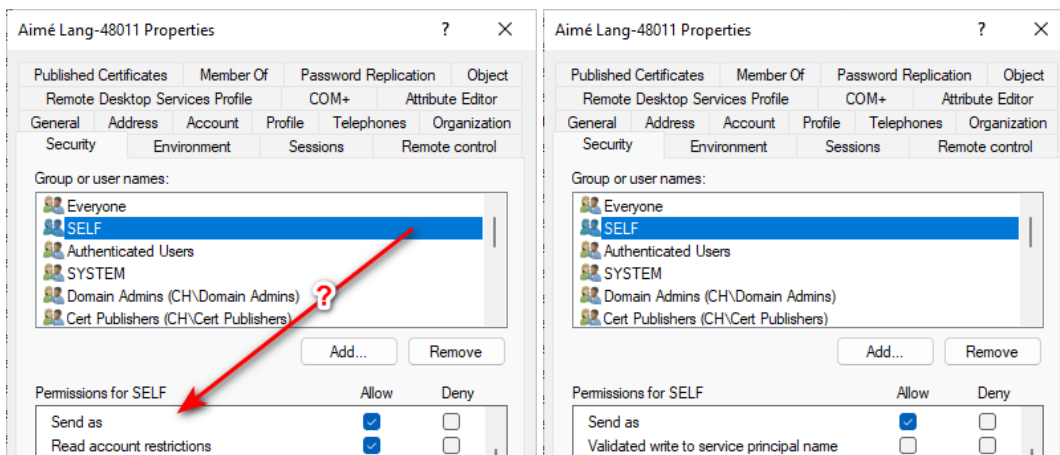 Aimé Lang-48011 Properties ? ×
Published Certificates Member Of Password Replication Object
Remote Desktop Services Profile COM+ Attribute Editor
General Address Account Profile Telephones Organization
Security Environment Sessions Remote control
Group or user names:
Everyone
SELF
Authenticated Users
SYSTEM
Domain Admins (CH\Domain Admins)
?
Cert Publishers (CH\Cert Publishers)
Add... Remove
Permissions for SELF Allow Deny
Send as
Read account restrictions
Aimé Lang-48011 Properties ? ×
Published Certificates Member Of Password Replication Object
Remote Desktop Services Profile COM+ Attribute Editor
General Address Account Profile Telephones Organization
Security Environment Sessions Remote control
Group or user names:
Everyone
SELF
Authenticated Users
SYSTEM
Domain Admins (CH\Domain Admins)
Cert Publishers (CH\Cert Publishers)
Add... Remove
Permissions for SELF Allow Deny
Send as
Validated write to service principal name